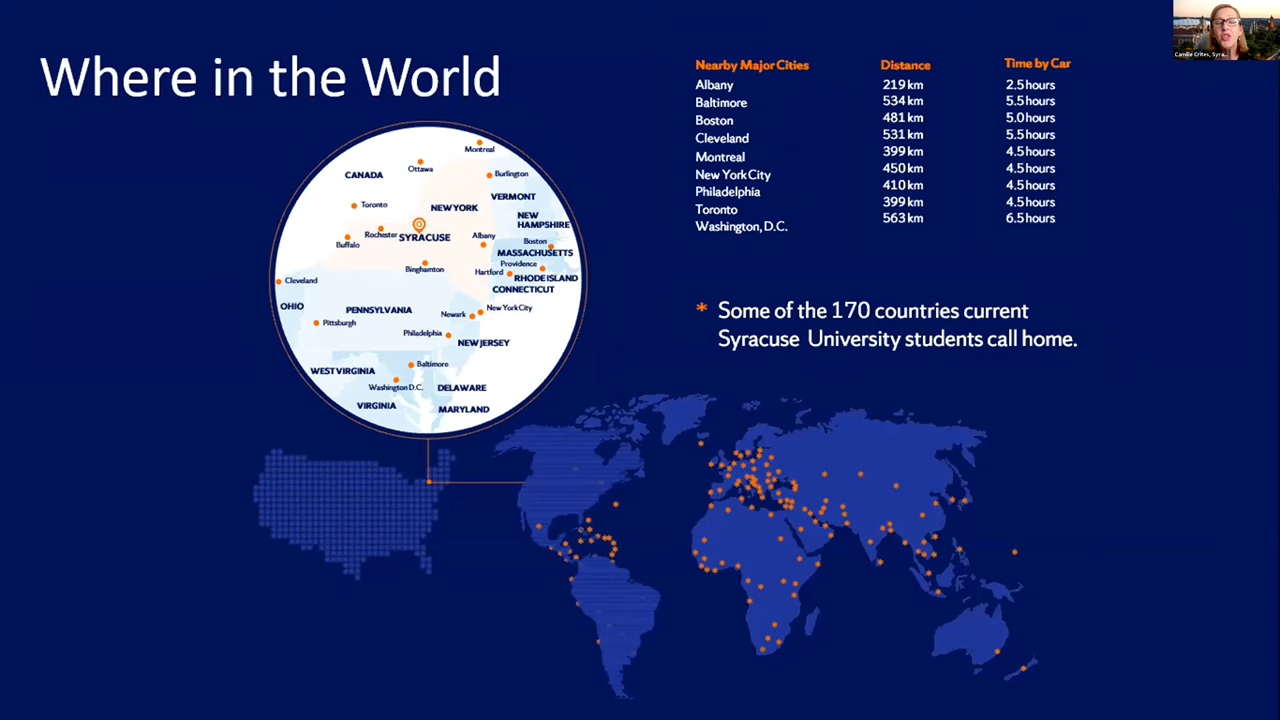 Where in the World
Nearby Major Cities Distance Time by Car
Albany 219 km 2.5 hours
Baltimore 534 km 5.5 hours
Boston 481 km 5.0 hours
Cleveland 531 km 5.5 hours
Montreal 399 km 4.5 hours
New York City 450 km 4.5 hours
Philadelphia 410 km 4.5 hours
Toronto 399 km 4.5 hours
Washington, D.C. 563 km 6.5 hours
* Some of the 170 countries current
Syracuse University students call home.
Montreal
Ottawa
CANADA
Burlington
VERMONT
Toronto
NEW YORK
NEW
HAMPSHIRE
Rochester
SYRACUSE
Albany
Buffalo
Boston
MASSACHUSETTS
Providence
Binghamton
Hartford
RHODE ISLAND
Cleveland
CONNECTICUT
OHIO
PENNSYLVANIA
New York City
Newark
Pittsburgh
Philadelphia
NEW JERSEY
Baltimore
WEST VIRGINIA
Washington D.C.
DELAWARE
VIRGINIA
MARYLAND
Camille Crites, Syra...